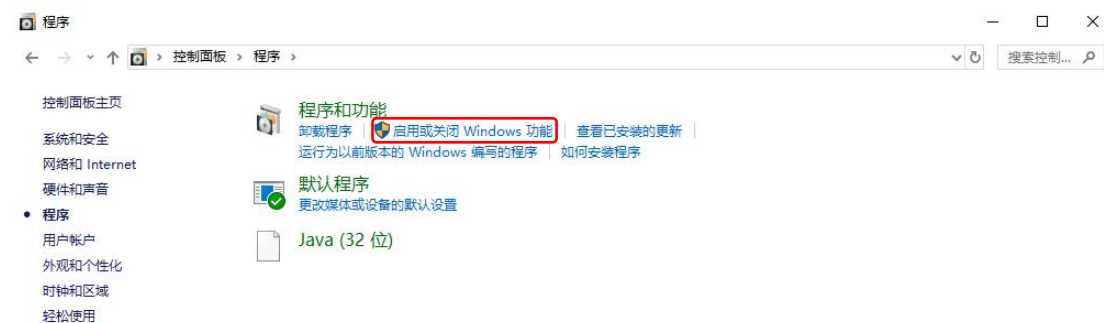 程序
控制面板 › 程序 ›
搜索控制...
控制面板主页
系统和安全
网络和 Internet
硬件和声音
程序
用户帐户
外观和个性化
时钟和区域
轻松使用
程序和功能
卸载程序 启用或关闭 Windows 功能 查看已安装的更新
运行为以前版本的 Windows 编写的程序 如何安装程序
默认程序
更改媒体或设备的默认设置
Java (32 位)